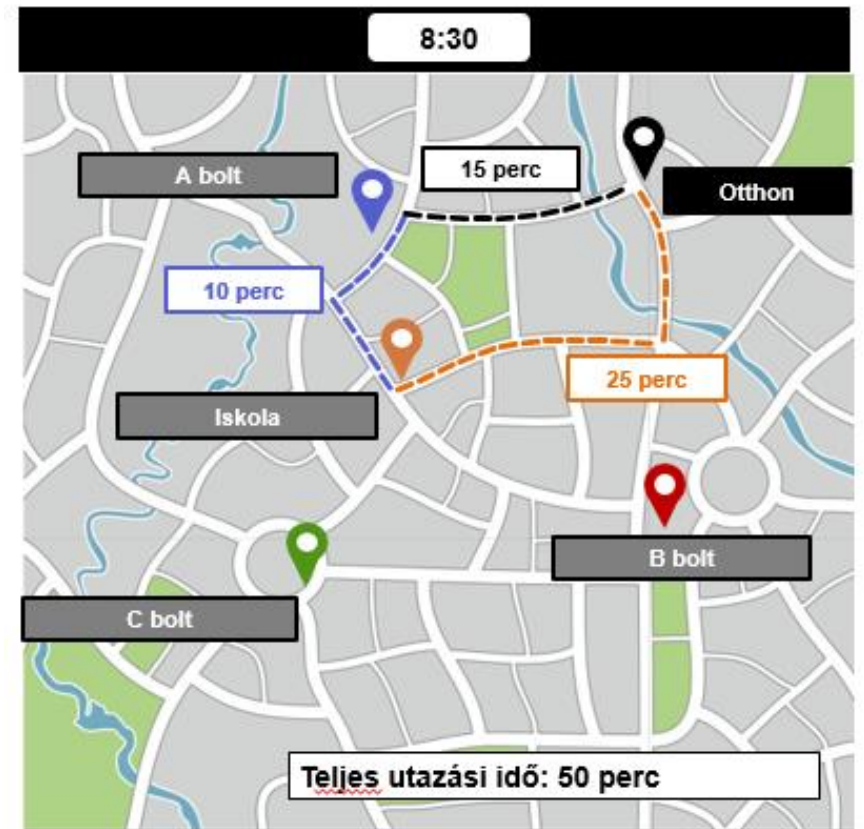 8:30
A bolt
15 perc
Otthon
10 perc
25 perc
Iskola
B bolt
C bolt
Teljes utazási idő: 50 perc